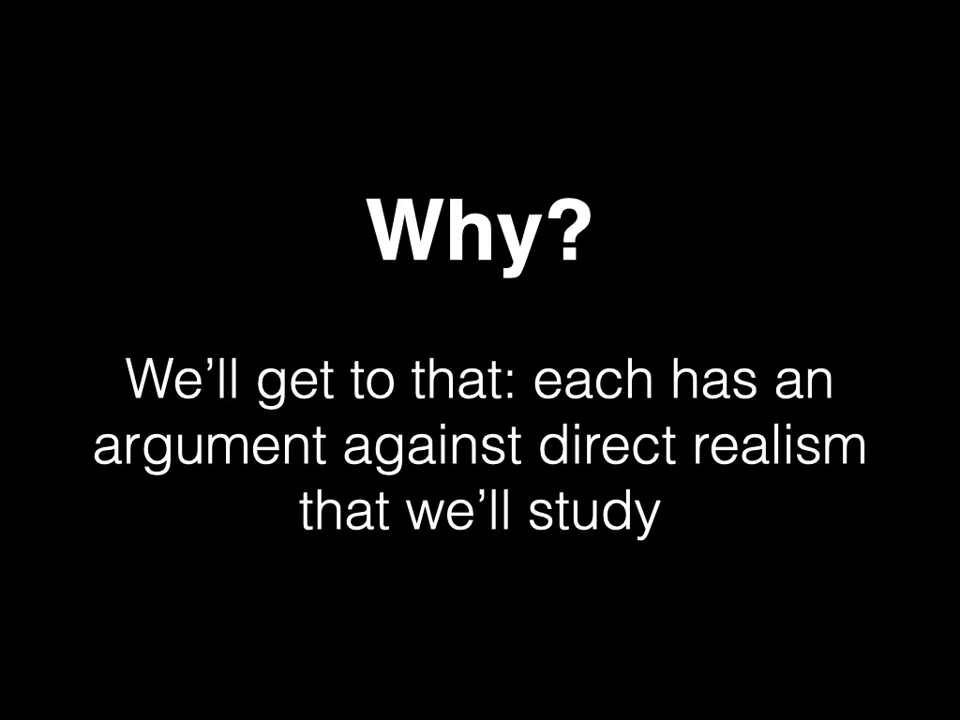 Why?
We’ll get to that: each has an
argument against direct realism
that we’ll study